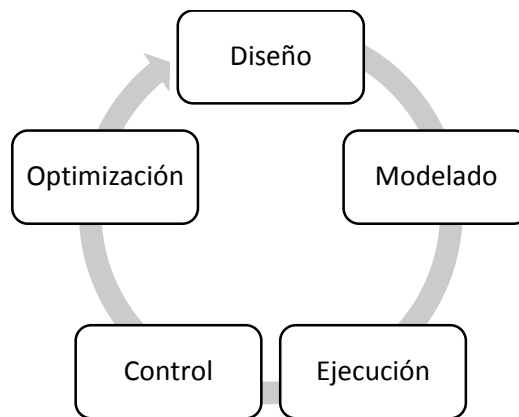 Diseño
Modelado
Ejecución
Control
Optimización